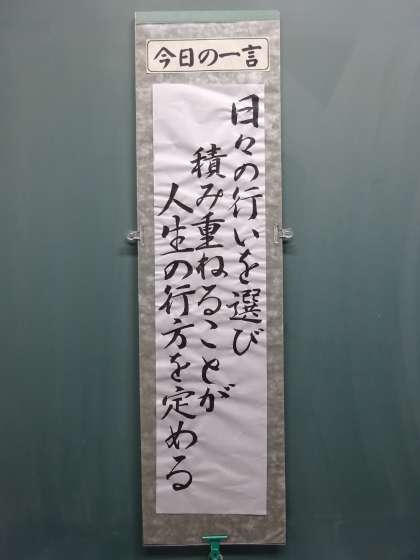 今日の一言
日々の行いを選び
積み重ねることが
人生の行方を定める